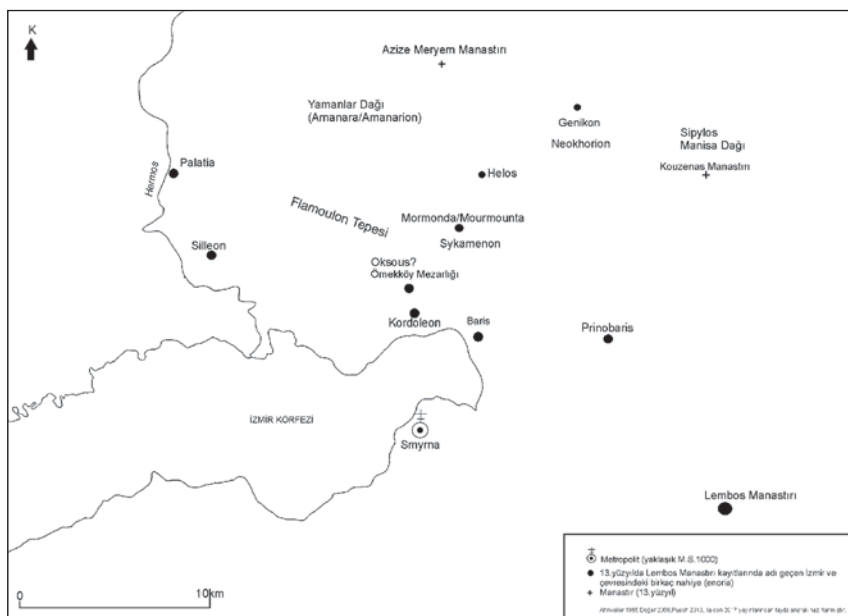 K
Azize Meryem Manastırı
Yamanlar Dağı
(Amanara/Amanarion)
Genikon
Neokhorion
Sipylos
Manisa Dağı
Kouzenas Manastırı
Hermos
Palatia
Helos
Flamoulon Tepesi
Mormonda/Mourmounta
Sykamenon
Silleon
Oksous?
Örnekköy Mezarlığı
Kordoleon
Baris
Prinobaris
İZMİR KÖRFEZİ
Smyrna
Lembos Manastırı
0
10km
Metropolit (yaklaşık M.S.1000)
13.yüzyılda Lembos Manastırı kayıtlarında adı geçen İzmir ve
çevresindeki birkaç nahiye (enoria)
Manastır (13.yüzyıl)